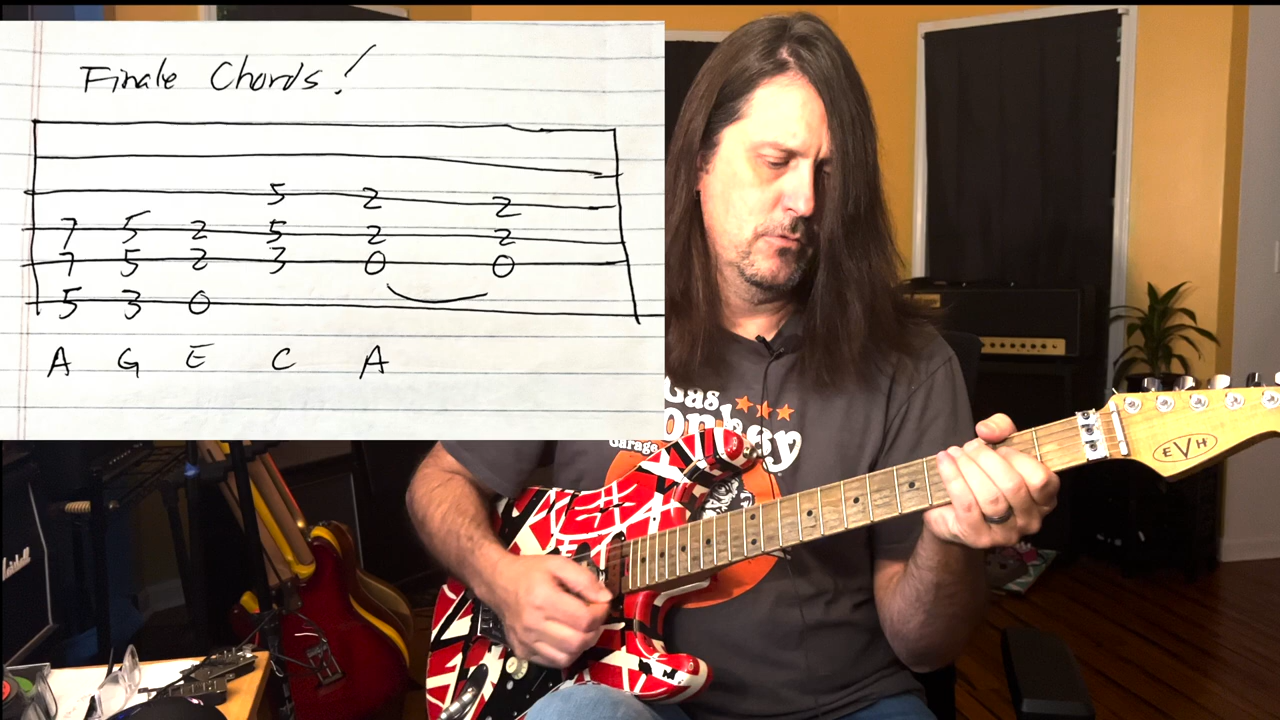 Finale Chords!
5 2 2
7 5 2 5 2 2
7 5 2 3 0 0
5 3 0
A G E C A
Gas
Monkey
Garage
EVH
Marshall